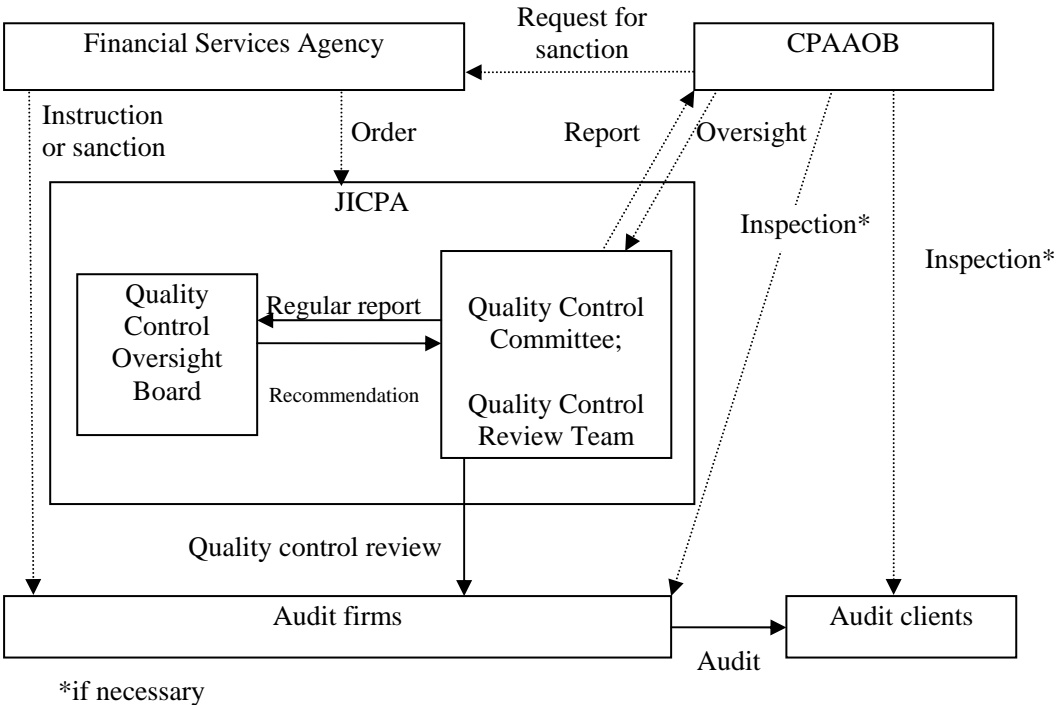 Request for
sanction
Financial Services Agency
CPAAOB
Instruction
or sanction
Order
Report
Oversight
JICPA
Inspection*
Inspection*
Quality
Control
Oversight
Board
Regular report
Recommendation
Quality Control
Committee;
Quality Control
Review Team
Quality control review
Audit firms
Audit clients
Audit
*if necessary